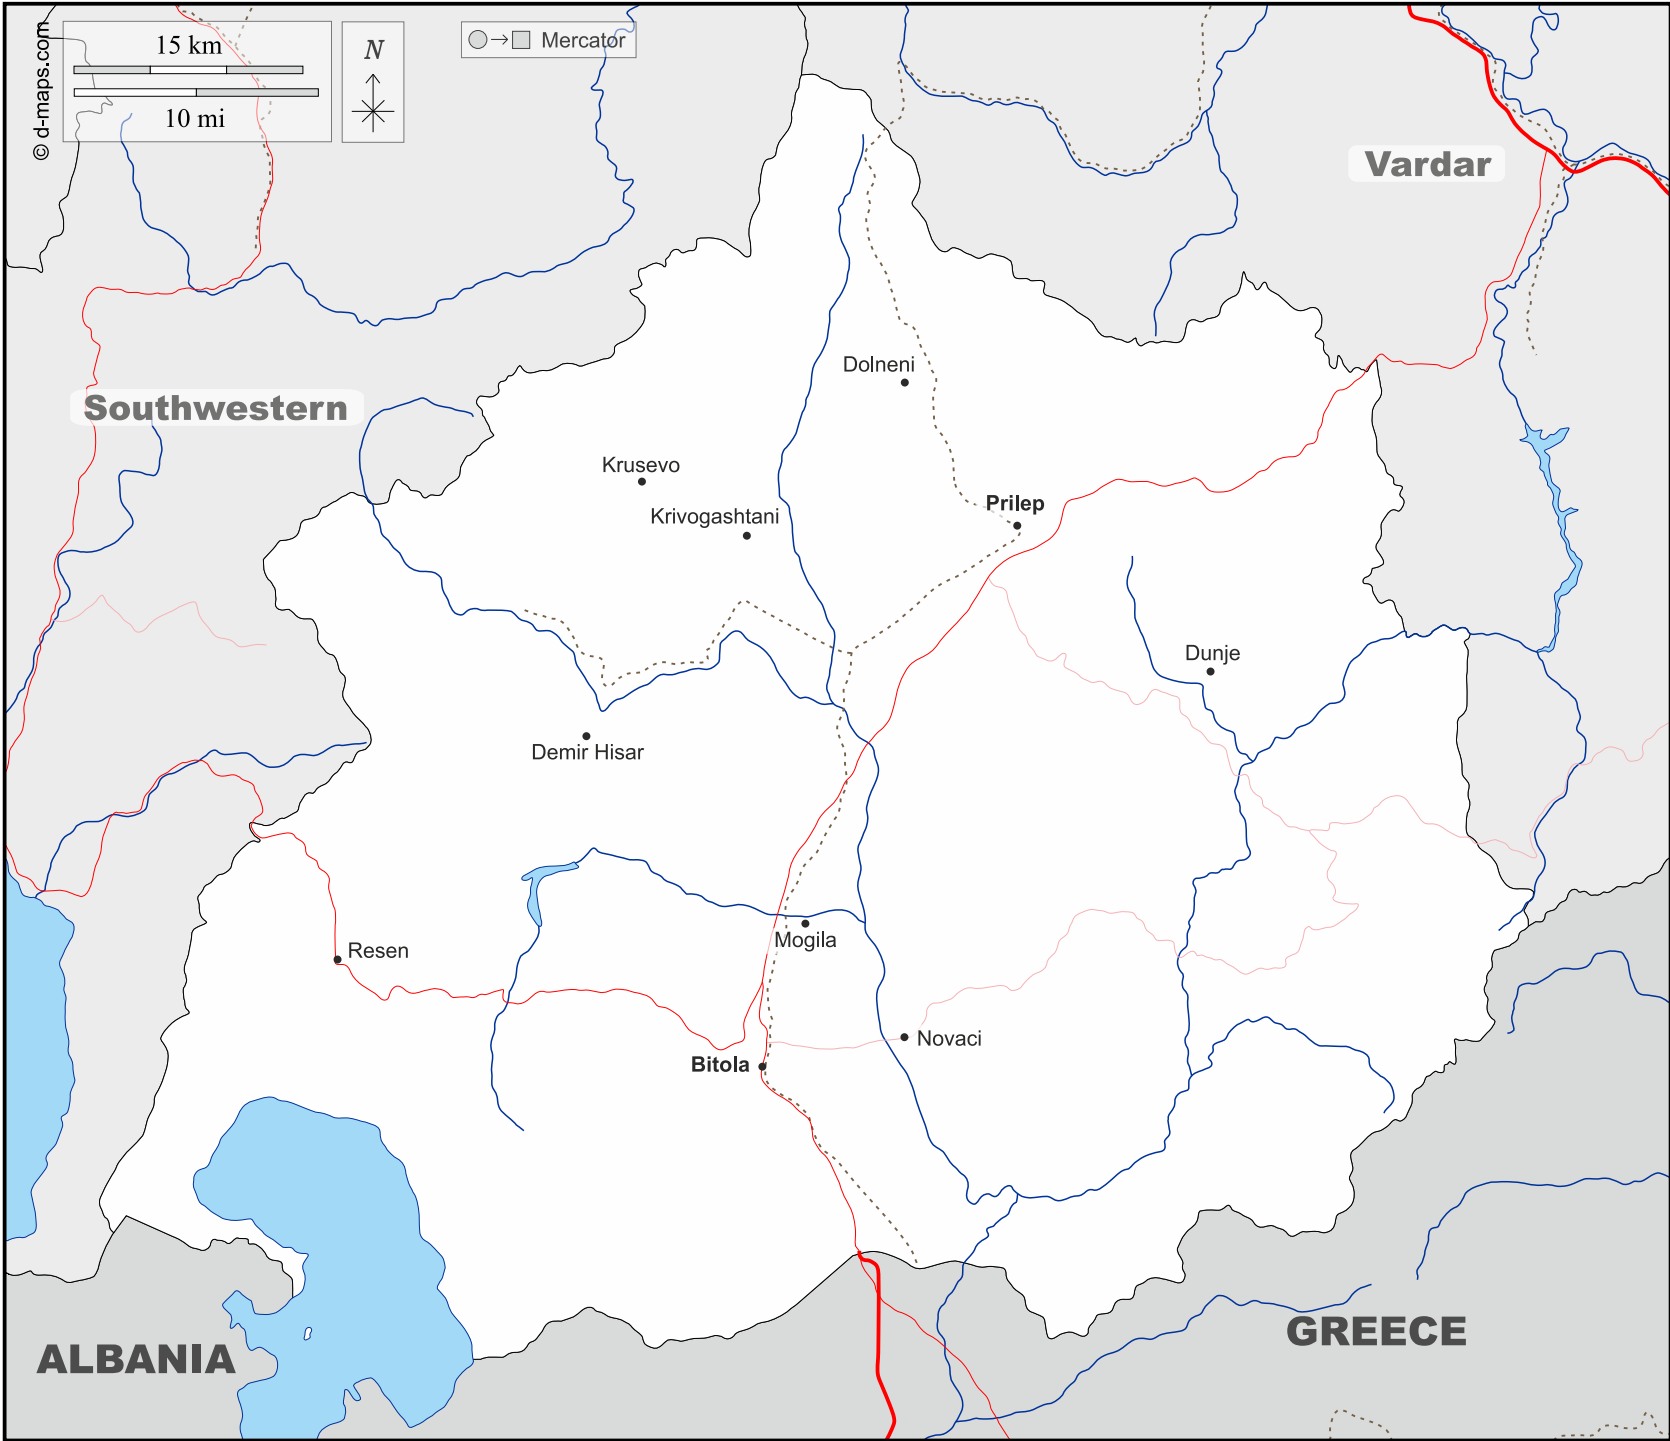 © d-maps.com
15 km
10 mi
N
Mercator
Vardar
Southwestern
Dolneni
Krusevo
Krivogashtani
Prilep
Dunje
Demir Hisar
Mogila
Resen
Novaci
Bitola
GREECE
ALBANIA